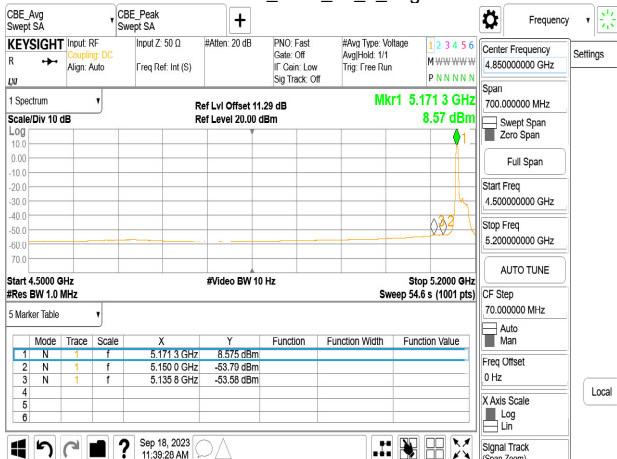 CBE_Avg
Swept SA
CBE_Peak
Swept SA
+
Frequency
KEYSIGHT
R
LXI
Input: RF
Coupling: DC
Align: Auto
Input Z: 50 Ω
Freq Ref: Int (S)
#Atten: 20 dB
PNO: Fast
Gate: Off
IF Gain: Low
Sig Track: Off
#Avg Type: Voltage
Avg|Hold: 1/1
Trig: Free Run
1 2 3 4 5 6
M W W W W W
P N N N N N
Center Frequency
4.850000000 GHz
Settings
Span
700.000000 MHz
Swept Span
Zero Span
Full Span
Start Freq
4.500000000 GHz
Stop Freq
5.200000000 GHz
AUTO TUNE
CF Step
70.000000 MHz
Auto
Man
Freq Offset
0 Hz
X Axis Scale
Log
Lin
Local
Signal Track
(Span Zoom)
1 Spectrum
Scale/Div 10 dB
Ref Lvl Offset 11.29 dB
Ref Level 20.00 dBm
Mkr1 5.171 3 GHz
8.57 dBm
Log
10.0
0.00
-10.0
-20.0
-30.0
-40.0
-50.0
-60.0
-70.0
1
3 2
Start 4.5000 GHz
#Res BW 1.0 MHz
#Video BW 10 Hz
Stop 5.2000 GHz
Sweep 54.6 s (1001 pts)
5 Marker Table
Mode Trace Scale X Y Function Function Width Function Value
1 N 1 f 5.171 3 GHz 8.575 dBm
2 N 1 f 5.150 0 GHz -53.79 dBm
3 N 1 f 5.135 8 GHz -53.58 dBm
4
5
6
?
Sep 18, 2023
11:39:28 AM